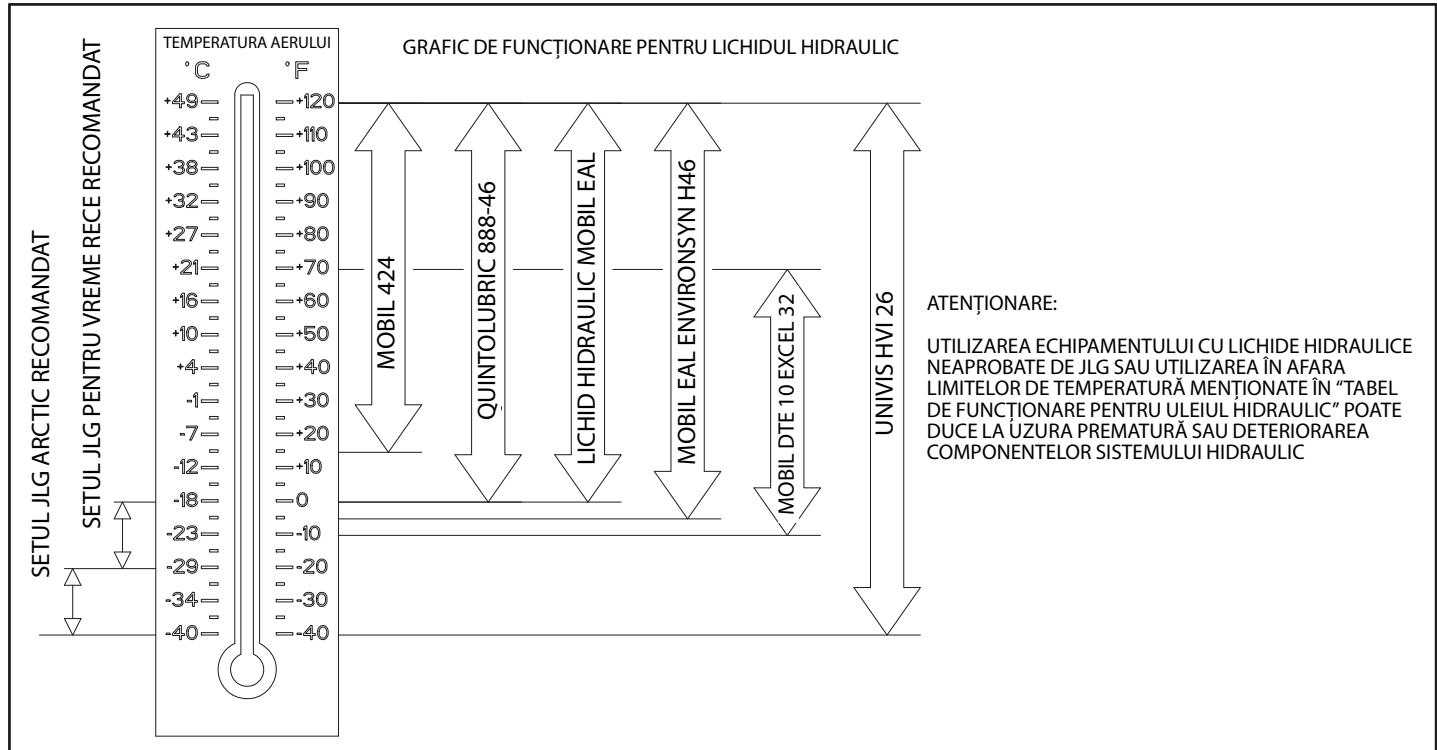 GRAFIC DE FUNCȚIONARE PENTRU LICHIDUL HIDRAULIC
SETUL JLG ARCTIC RECOMANDAT
SETUL JLG PENTRU VREME RECE RECOMANDAT
TEMPERATURA AERULUI
°C °F
+49 +120
+43 +110
+38 +100
+32 +90
+27 +80
+21 +70
+16 +60
+10 +50
+4 +40
-1 +30
-7 +20
-12 +10
-18 0
-23 -10
-29 -20
-34 -30
-40 -40
MOBIL 424
QUINTOLUBRIC 888-46
LICHID HIDRAULIC MOBIL EAL
MOBIL EAL ENVIRONSYN H46
MOBIL DTE 10 EXCEL 32
UNIVIS HVI 26
ATENȚIONARE:
UTILIZAREA ECHIPAMENTULUI CU LICHIDE HIDRAULICE
NEAPROBATE DE JLG SAU UTILIZAREA ÎN AFARA
LIMITELOR DE TEMPERATURĂ MENȚIONATE ÎN “TABEL
DE FUNCȚIONARE PENTRU ULEIUL HIDRAULIC” POATE
DUCE LA UZURA PREMATURĂ SAU DETERIORAREA
COMPONENTELOR SISTEMULUI HIDRAULIC